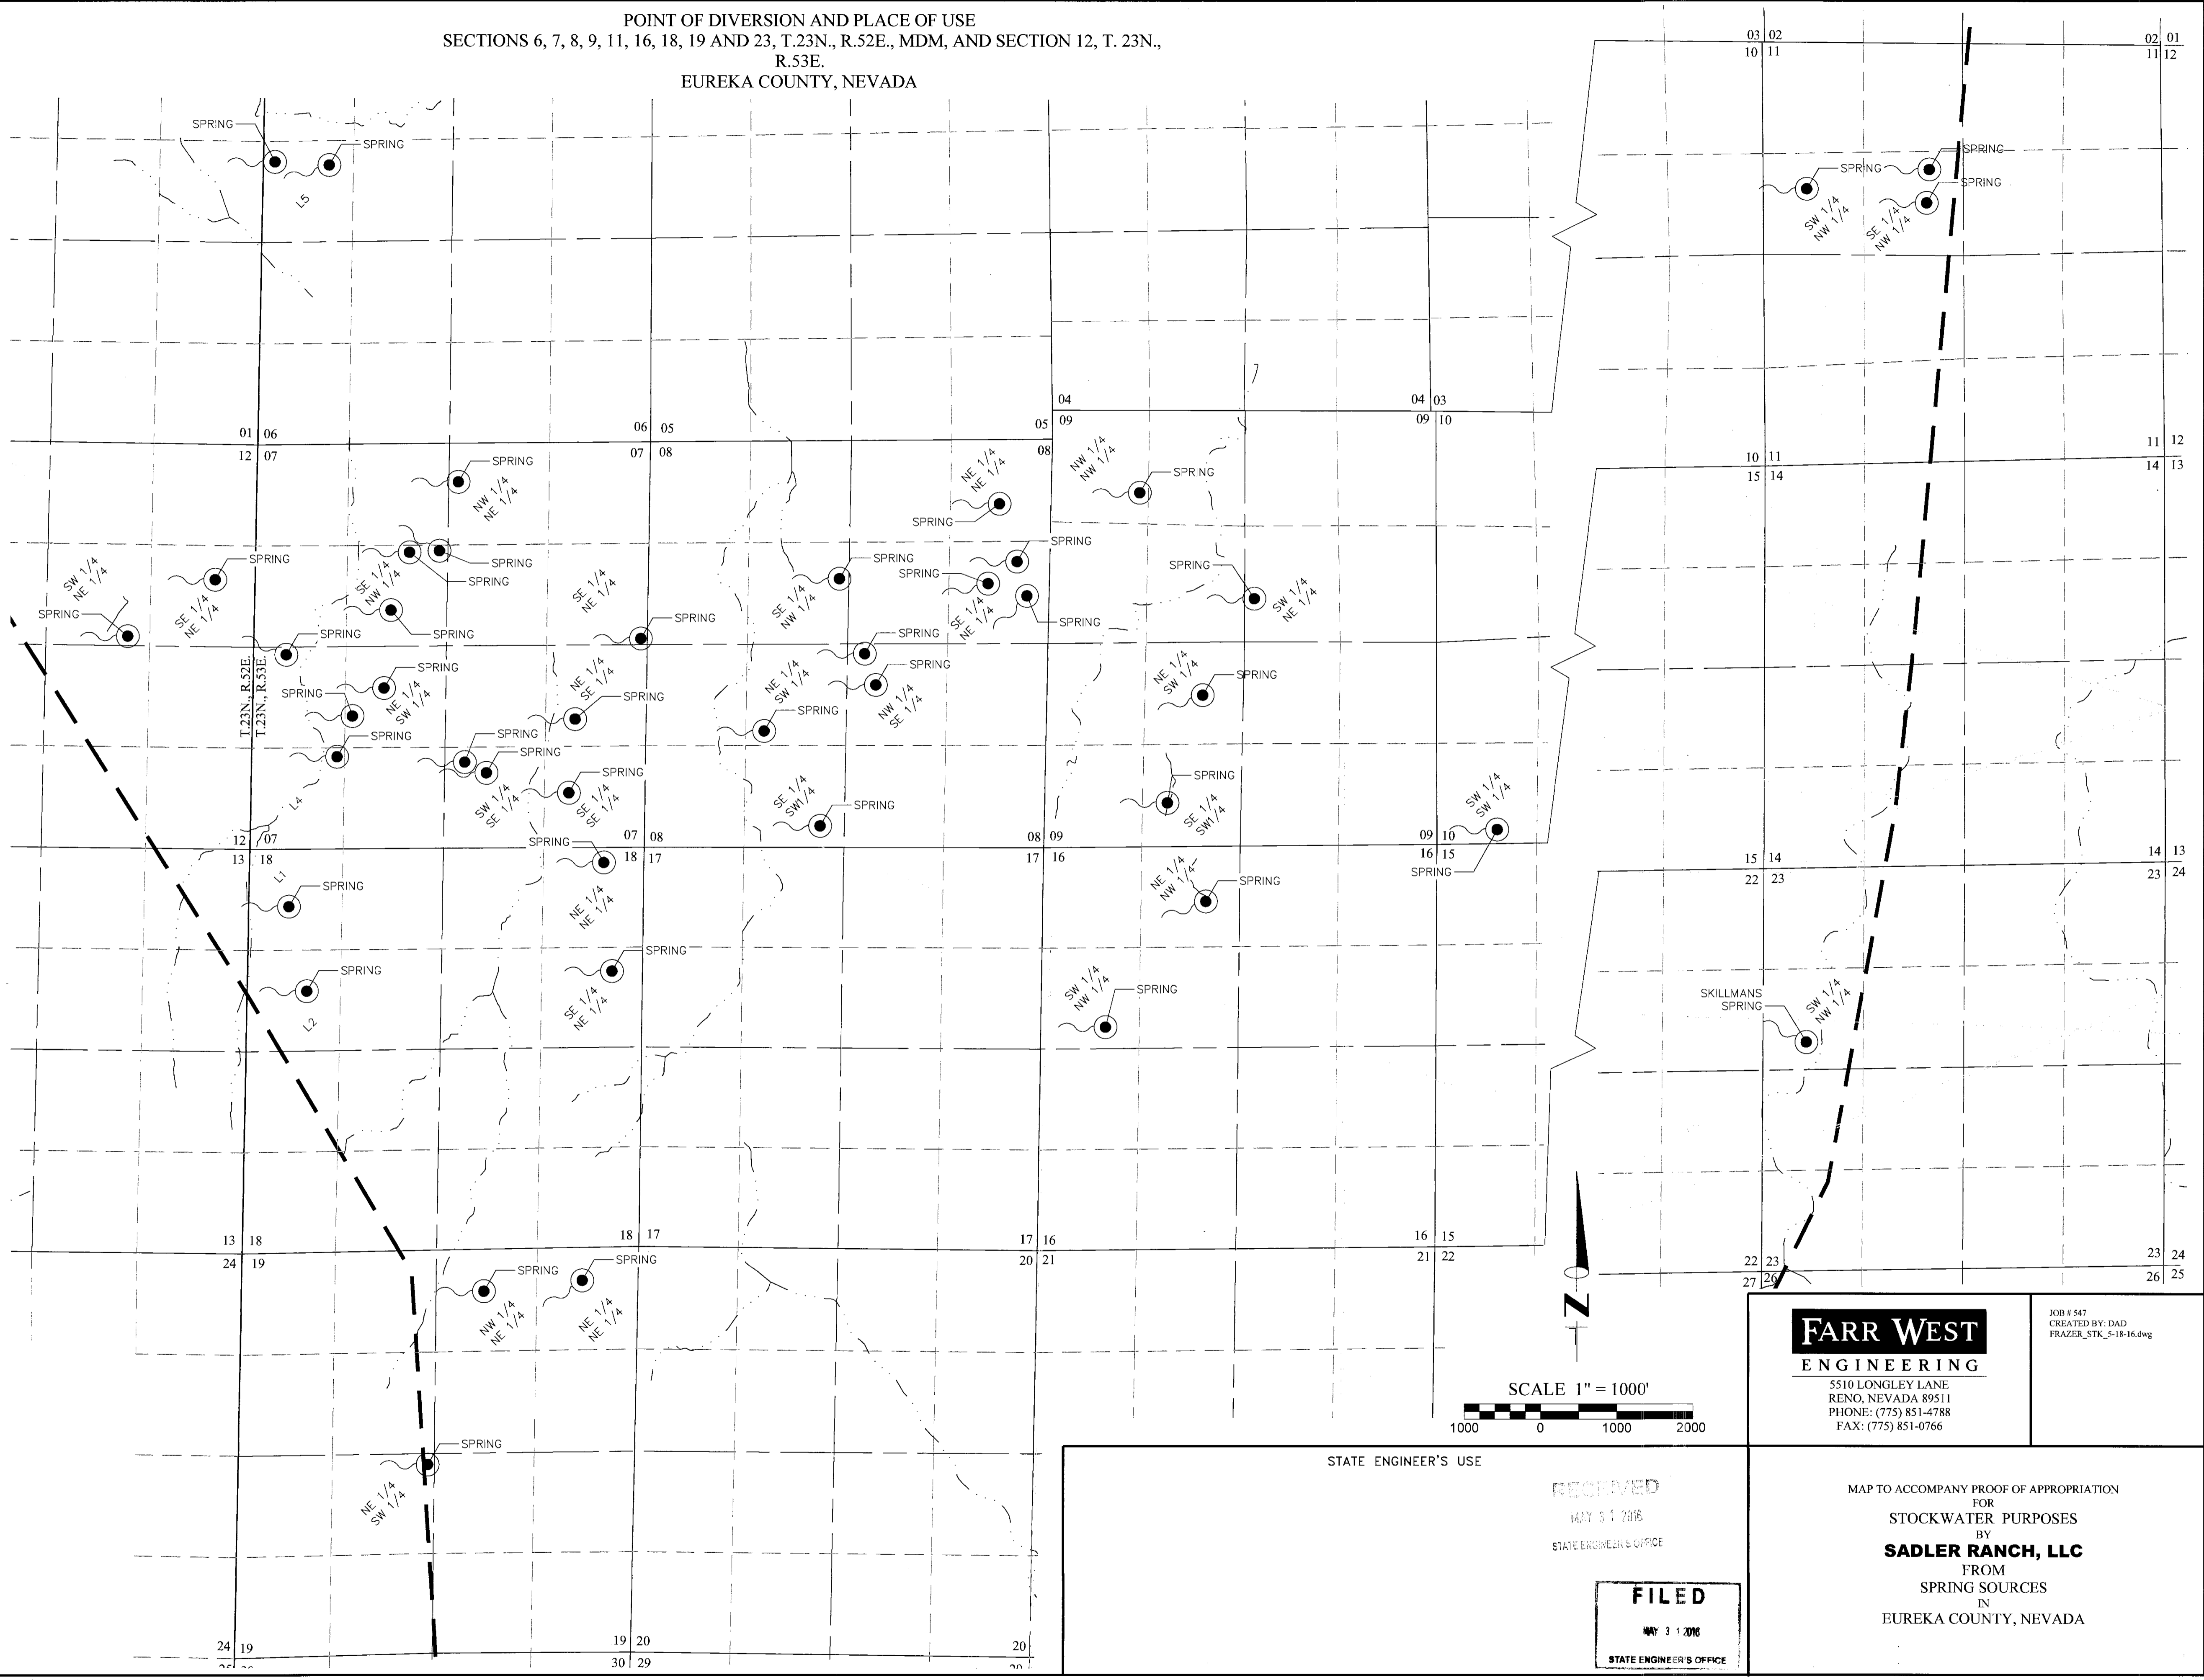 POINT OF DIVERSION AND PLACE OF USE
SECTIONS 6, 7, 8, 9, 11, 16, 18, 19 AND 23, T.23N., R.52E., MDM, AND SECTION 12, T. 23N.,
R.53E.
EUREKA COUNTY, NEVADA
03 02
10 11
02 01
11 12
SPRING
SPRING
L5
SPRING
SPRING
SPRING
SW 1/4
NW 1/4
SE 1/4
NW 1/4
01 06
12 07
06 05
07 08
05
08
04
09
04 03
09 10
10 11
15 14
11 12
14 13
SPRING
NW 1/4
NE 1/4
NE 1/4
NE 1/4
SPRING
NW 1/4
NW 1/4
SPRING
SW 1/4
NE 1/4
SPRING
SPRING
SE 1/4
NE 1/4
SPRING
SPRING
SE 1/4
NW 1/4
SPRING
SE 1/4
NE 1/4
SPRING
SPRING
SE 1/4
NW 1/4
SPRING
SPRING
SPRING
SE 1/4
NE 1/4
SPRING
SW 1/4
NE 1/4
SPRING
T.23N., R.52E.
T.23N., R.53E.
SPRING
SPRING
NE 1/4
SW 1/4
SPRING
NE 1/4
SE 1/4
SPRING
SPRING
SPRING
NW 1/4
SE 1/4
NE 1/4
SW 1/4
SPRING
NE 1/4
SW 1/4
SPRING
L4
SPRING
SPRING
SW 1/4
SE 1/4
SPRING
SE 1/4
SE 1/4
SE 1/4
SW1/4
SPRING
SPRING
SE 1/4
SW1/4
SW 1/4
SW 1/4
SPRING
12 07
13 18
07 08
18 17
08 09
17 16
09 10
16 15
15 14
22 23
14 13
23 24
L1
SPRING
SPRING
NE 1/4
NE 1/4
NE 1/4
NW 1/4
SPRING
SPRING
L2
SPRING
SE 1/4
NE 1/4
SW 1/4
NW 1/4
SPRING
SKILLMANS
SPRING
SW 1/4
NW 1/4
13 18
24 19
18 17
17 16
20 21
16 15
21 22
22 23
27 26
23 24
26 25
SPRING
NW 1/4
NE 1/4
SPRING
NE 1/4
NE 1/4
SPRING
NE 1/4
SW 1/4
24 19
19 20
30 29
20
N
SCALE 1" = 1000'
1000 0 1000 2000
FARR WEST
ENGINEERING
5510 LONGLEY LANE
RENO, NEVADA 89511
PHONE: (775) 851-4788
FAX: (775) 851-0766
JOB # 547
CREATED BY: DAD
FRAZER_STK_5-18-16.dwg
STATE ENGINEER'S USE
RECEIVED
MAY 31 2016
STATE ENGINEER'S OFFICE
FILED
MAY 31 2016
STATE ENGINEER'S OFFICE
MAP TO ACCOMPANY PROOF OF APPROPRIATION
FOR
STOCKWATER PURPOSES
BY
SADLER RANCH, LLC
FROM
SPRING SOURCES
IN
EUREKA COUNTY, NEVADA